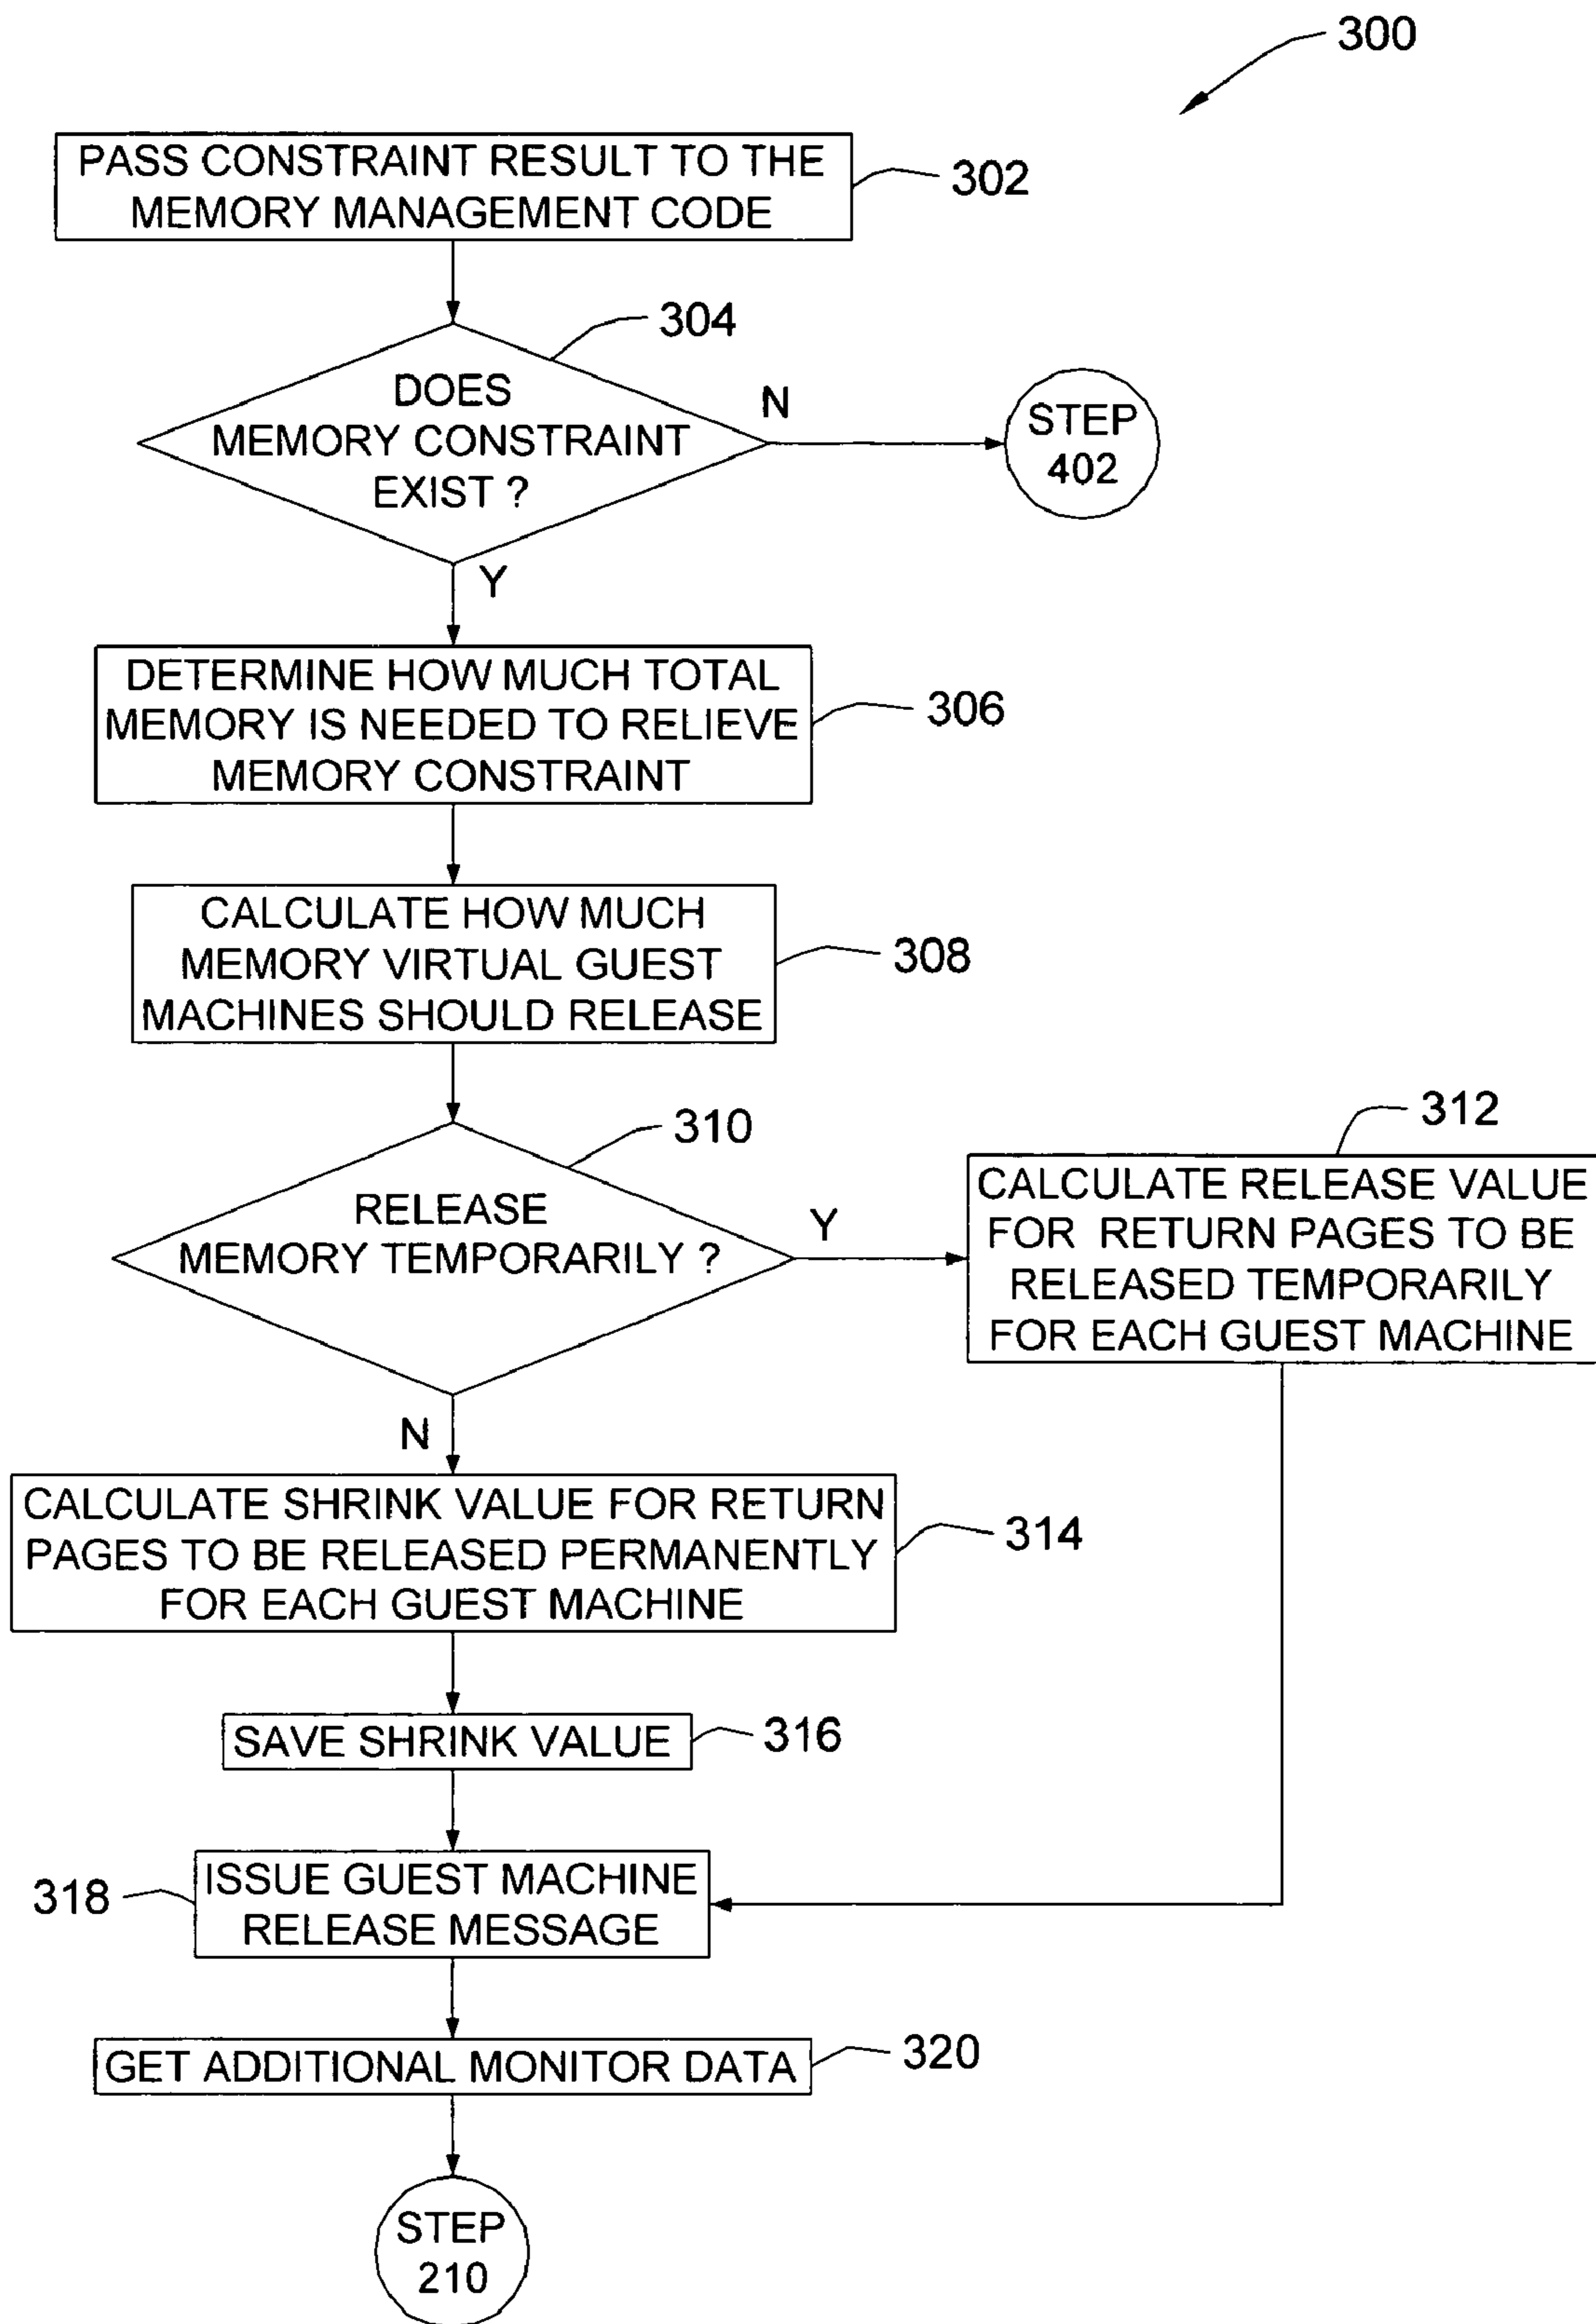 300
PASS CONSTRAINT RESULT TO THE
MEMORY MANAGEMENT CODE
302
304
DOES
MEMORY CONSTRAINT
EXIST ?
N
STEP
402
Y
DETERMINE HOW MUCH TOTAL
MEMORY IS NEEDED TO RELIEVE
MEMORY CONSTRAINT
306
CALCULATE HOW MUCH
MEMORY VIRTUAL GUEST
MACHINES SHOULD RELEASE
308
310
RELEASE
MEMORY TEMPORARILY ?
Y
312
CALCULATE RELEASE VALUE
FOR RETURN PAGES TO BE
RELEASED TEMPORARILY
FOR EACH GUEST MACHINE
N
CALCULATE SHRINK VALUE FOR RETURN
PAGES TO BE RELEASED PERMANENTLY
FOR EACH GUEST MACHINE
314
SAVE SHRINK VALUE
316
318
ISSUE GUEST MACHINE
RELEASE MESSAGE
GET ADDITIONAL MONITOR DATA
320
STEP
210